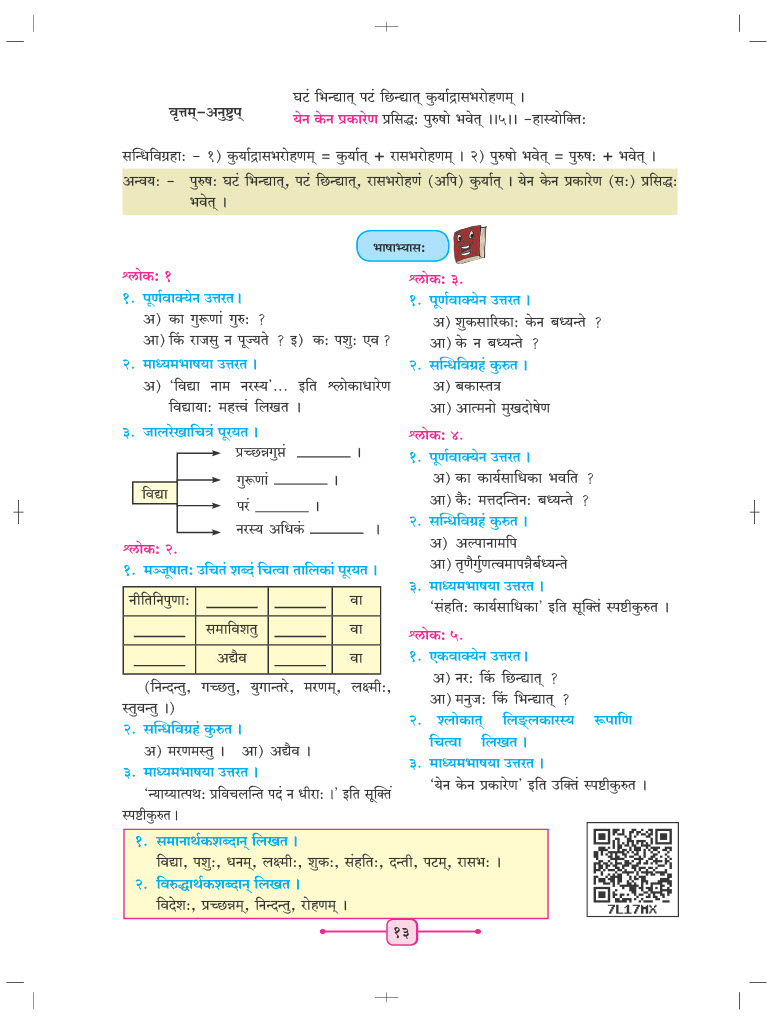 घटं भिन्द्यात् पटं छिन्द्यात् कुर्याद्रासभरोहणम् ।
वृत्तम्–अनुष्टुप्
येन केन प्रकारेण प्रसिद्धः पुरुषो भवेत् ।।५।। –हास्योक्तिः
सन्धिविग्रहाः – १) कुर्याद्रासभरोहणम् = कुर्यात् + रासभरोहणम् । २) पुरुषो भवेत् = पुरुषः + भवेत् ।
अन्वयः – पुरुषः घटं भिन्द्यात्, पटं छिन्द्यात्, रासभरोहणं (अपि) कुर्यात् । येन केन प्रकारेण (सः) प्रसिद्धः
भवेत् ।
भाषाभ्यासः
श्लोकः १
१. पूर्णवाक्येन उत्तरत ।
अ) का गुरूणां गुरुः ?
आ) किं राजसु न पूज्यते ? इ) कः पशुः एव ?
२. माध्यमभाषया उत्तरत ।
अ) ‘विद्या नाम नरस्य’... इति श्लोकाधारेण
विद्यायाः महत्त्वं लिखत ।
३. जालरेखाचित्रं पूरयत ।
विद्या
प्रच्छन्नगुप्तं ________ ।
गुरूणां ________ ।
परं ________ ।
नरस्य अधिकं ________ ।
श्लोकः २.
१. मञ्जूषातः उचितं शब्दं चित्वा तालिकां पूरयत ।
नीतिनिपुणाः ________ ________ वा
________ समाविशतु ________ वा
________ अद्यैव ________ वा
(निन्दन्तु, गच्छतु, युगान्तरे, मरणम्, लक्ष्मीः,
स्तुवन्तु ।)
२. सन्धिविग्रहं कुरुत ।
अ) मरणमस्तु । आ) अद्यैव ।
३. माध्यमभाषया उत्तरत ।
‘न्याय्यात्पथः प्रविचलन्ति पदं न धीराः ।’ इति सूक्तिं
स्पष्टीकुरुत ।
श्लोकः ३.
१. पूर्णवाक्येन उत्तरत ।
अ) शुकसारिकाः केन बध्यन्ते ?
आ) के न बध्यन्ते ?
२. सन्धिविग्रहं कुरुत ।
अ) बकास्तत्र
आ) आत्मनो मुखदोषेण
श्लोकः ४.
१. पूर्णवाक्येन उत्तरत ।
अ) का कार्यसाधिका भवति ?
आ) कैः मत्तदन्तिनः बध्यन्ते ?
२. सन्धिविग्रहं कुरुत ।
अ) अल्पानामपि
आ) तृणैर्गुणत्वमापन्नैर्बध्यन्ते
३. माध्यमभाषया उत्तरत ।
‘संहतिः कार्यसाधिका’ इति सूक्तिं स्पष्टीकुरुत ।
श्लोकः ५.
१. एकवाक्येन उत्तरत ।
अ) नरः किं छिन्द्यात् ?
आ) मनुजः किं भिन्द्यात् ?
२. श्लोकात् लिङ्लकारस्य रूपाणि
चित्वा लिखत ।
३. माध्यमभाषया उत्तरत ।
‘येन केन प्रकारेण’ इति उक्तिं स्पष्टीकुरुत ।
१. समानार्थकशब्दान् लिखत ।
विद्या, पशुः, धनम्, लक्ष्मीः, शुकः, संहतिः, दन्ती, पटम्, रासभः ।
२. विरुद्धार्थकशब्दान् लिखत ।
विदेशः, प्रच्छन्नम्, निन्दन्तु, रोहणम् ।
7L17MX
१३